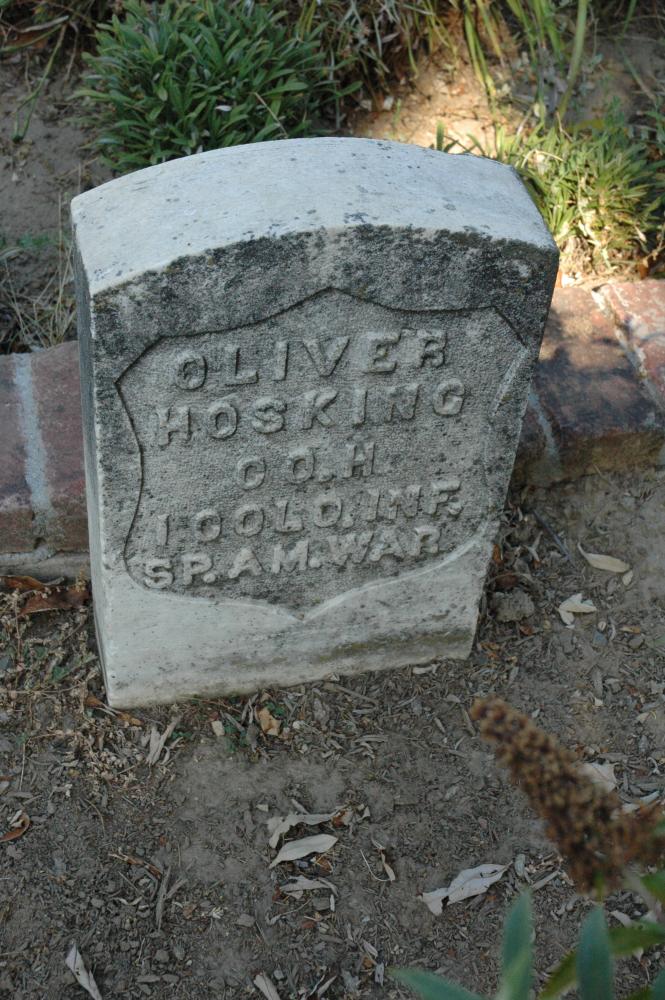 OLIVER
HOSKING
CO. H.
1 COLO. INF.
SP. AM. WAR